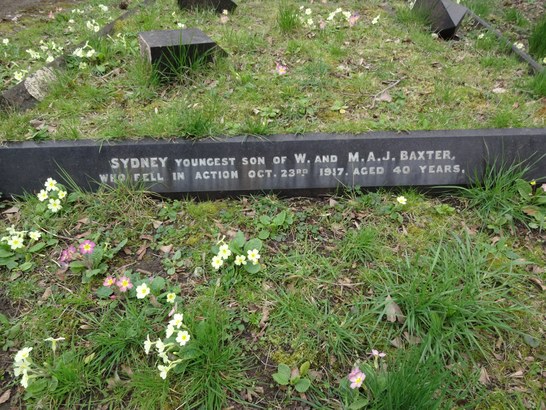 SYDNEY YOUNGEST SON OF W. AND M.A.J. BAXTER,
WHO FELL IN ACTION OCT. 23RD 1917. AGED 40 YEARS.